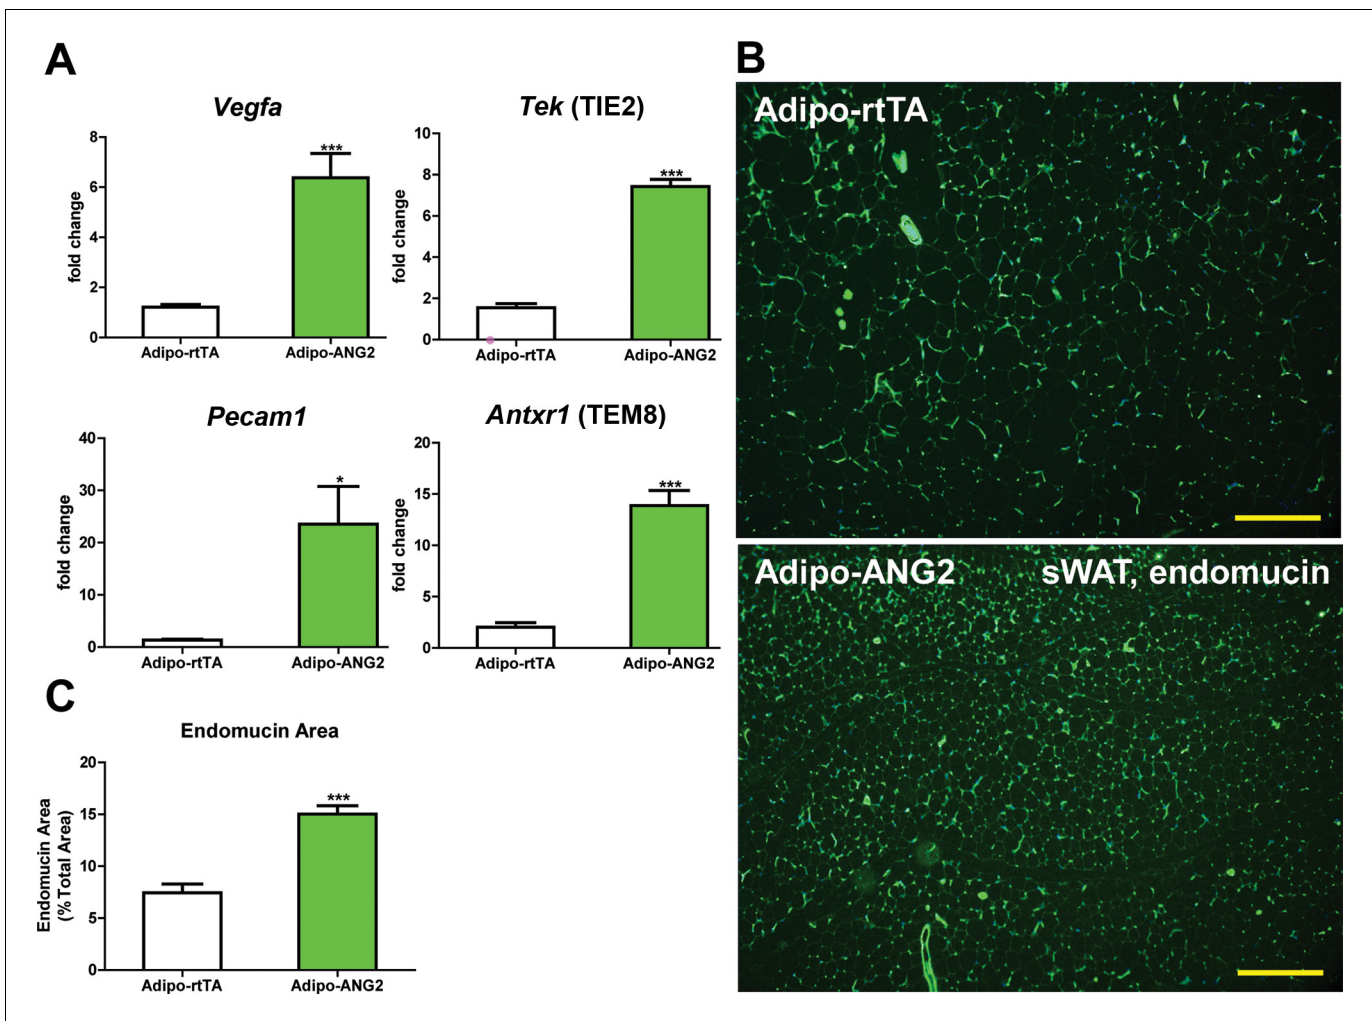 A
Vegfa
fold change
8
6
4
2
0
***
Adipo-rtTA
Adipo-ANG2
Tek (TIE2)
fold change
10
8
6
4
2
0
***
Adipo-rtTA
Adipo-ANG2
Pecam1
fold change
40
30
20
10
0
*
Adipo-rtTA
Adipo-ANG2
Antxr1 (TEM8)
fold change
20
15
10
5
0
***
Adipo-rtTA
Adipo-ANG2
B
Adipo-rtTA
Adipo-ANG2
sWAT, endomucin
C
Endomucin Area
Endomucin Area
(% Total Area)
20
15
10
5
0
***
Adipo-rtTA
Adipo-ANG2